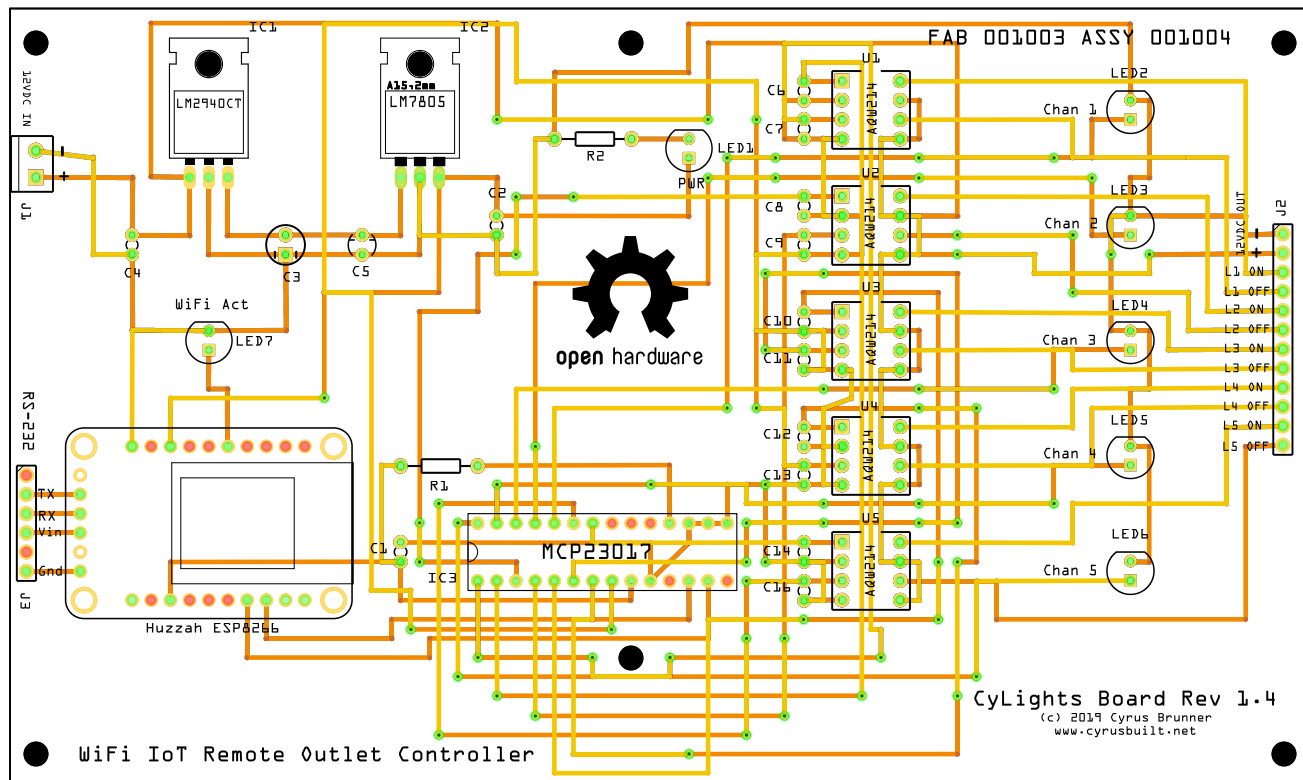 IC1
IC2
FAB 001003 ASSY 001004
12VDC IN
LM2940CT
A15,2mm
LM7805
U1
LED2
C6
AQW214
Chan 1
C7
R2
LED1
PWR
J1
U2
LED3
C2
C8
AQW214
Chan 2
12VDC OUT
J2
C9
C4
C3
C5
L1 ON
L1 OFF
U3
WiFi Act
LED7
C10
AQW214
LED4
L2 ON
L2 OFF
Chan 3
L3 ON
open hardware
C11
L3 OFF
L4 ON
RS-232
U4
L4 OFF
LED5
C12
AQW214
L5 ON
L5 OFF
Chan 4
C13
R1
TX
RX
Vin
Gnd
J3
U5
C1
MCP23017
IC3
C14
AQW214
LED6
Chan 5
C16
Huzzah ESP8266
CyLights Board Rev 1.4
(c) 2019 Cyrus Brunner
www.cyrusbuilt.net
WiFi IoT Remote Outlet Controller